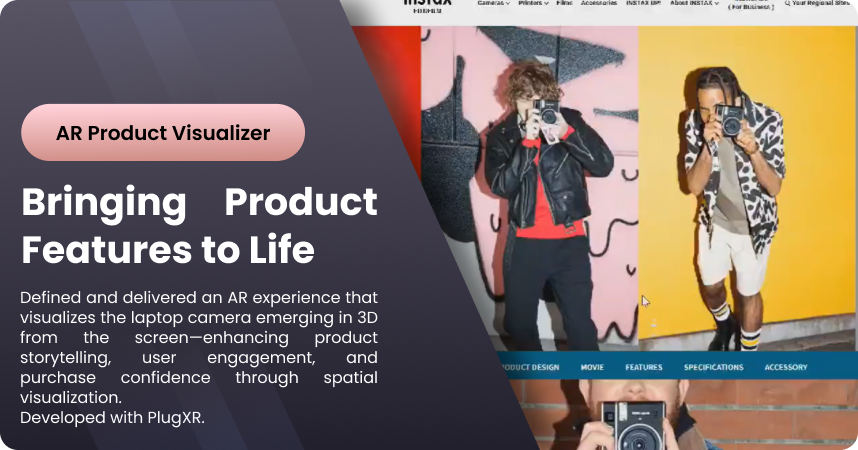 instax
Cameras Printers Films Accessories INSTAX UP! About INSTAX ( For Business ) Your Regional Sites
AR Product Visualizer
Bringing Product
Features to Life
Defined and delivered an AR experience that
visualizes the laptop camera emerging in 3D
from the screen—enhancing product
storytelling, user engagement, and
purchase confidence through spatial
visualization.
Developed with PlugXR.
PRODUCT DESIGN MOVIE FEATURES SPECIFICATIONS ACCESSORY